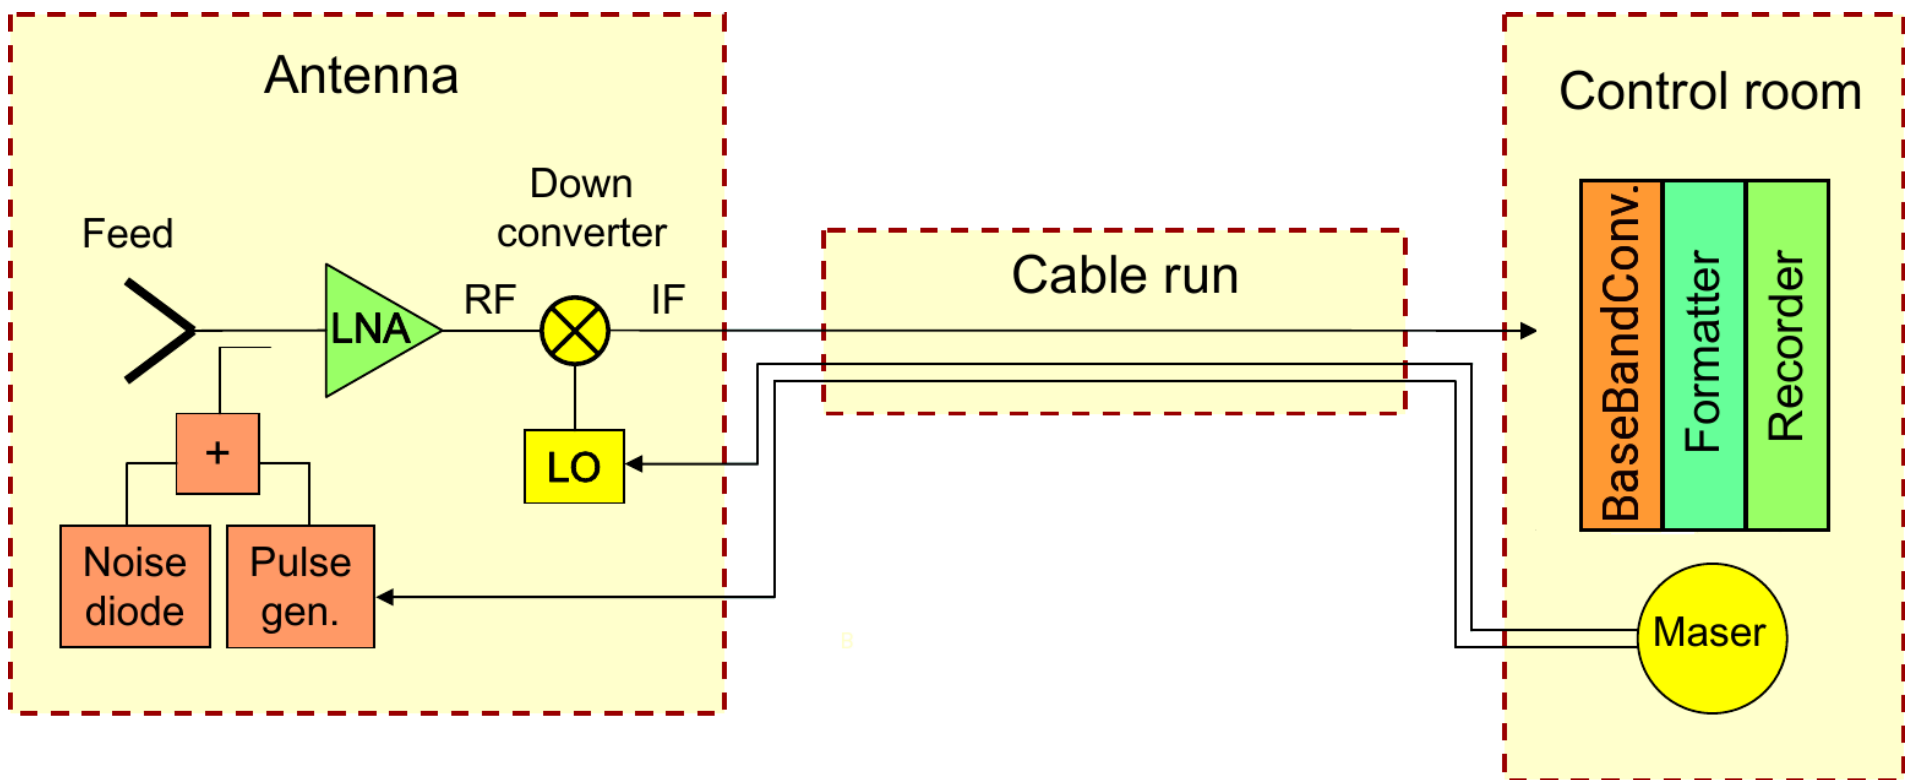 Antenna
Control room
Down
converter
Feed
LNA
RF
IF
Cable run
BaseBandConv.
Formatter
Recorder
+
LO
Noise
diode
Pulse
gen.
Maser